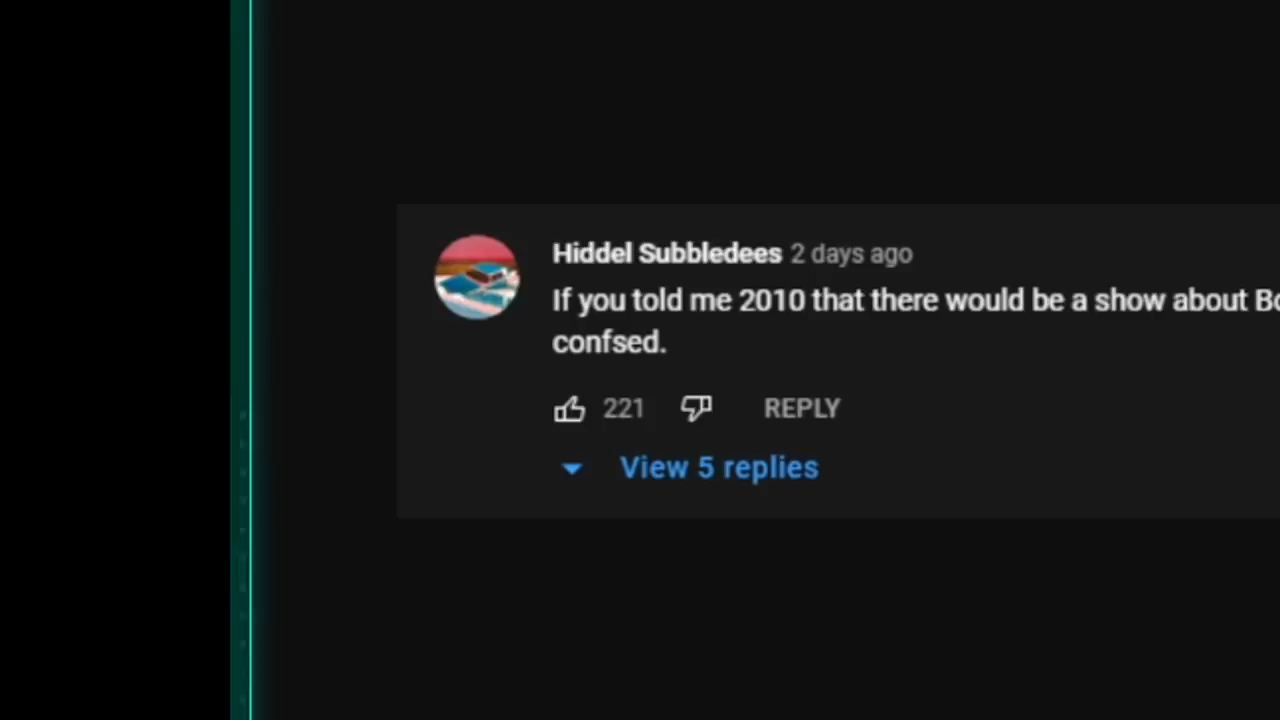 Hiddel Subbledees 2 days ago
If you told me 2010 that there would be a show about
confsed.
221 REPLY
View 5 replies